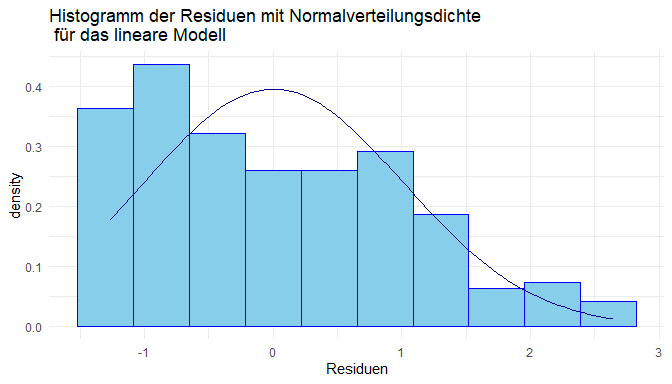 Histogramm der Residuen mit Normalverteilungsdichte
für das lineare Modell
density
0.4
0.3
0.2
0.1
0.0
-1
0
1
2
3
Residuen